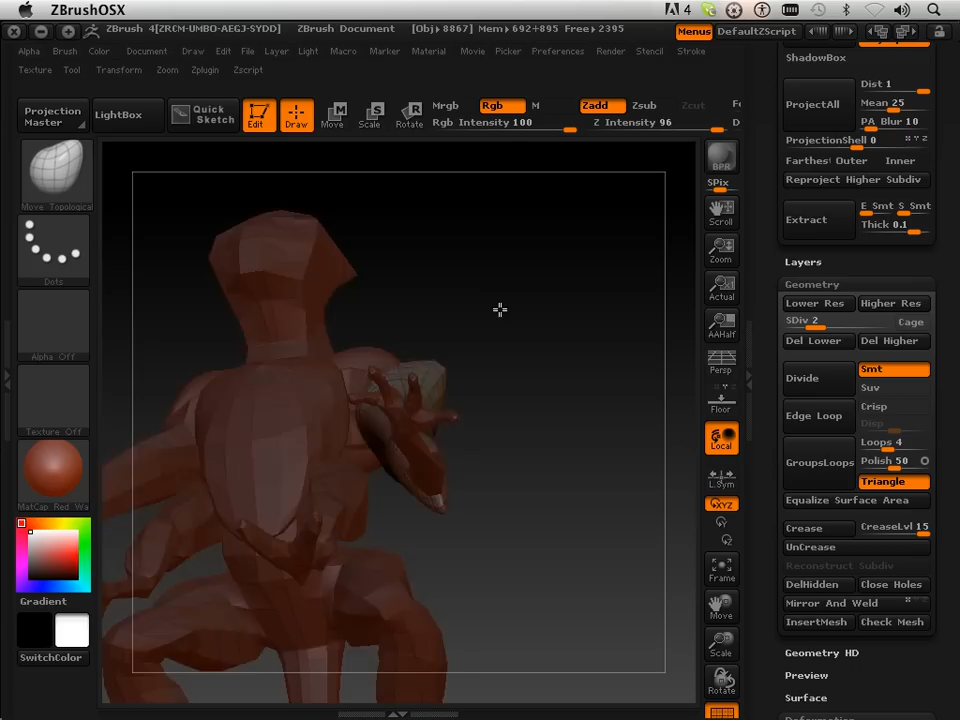 ZBrushOSX
4
ZBrush 4[ZRCM-UMBO-AEGJ-SYDD] ZBrush Document [Obj> 8867] Mem>692+895 Free> 2395 Menus DefaultZScript
Alpha Brush Color Document Draw Edit File Layer Light Macro Marker Material Movie Picker Preferences Render Stencil Stroke
Texture Tool Transform Zoom Zplugin Zscript
Projection Master
LightBox
Quick Sketch
Edit
Draw
Move
Scale
Rotate
Mrgb Rgb M Zadd Zsub Zcut
Rgb Intensity 100 Z Intensity 96
Move Topological
Dots
Alpha Off
Texture Off
MatCap Red Wa
Gradient
SwitchColor
BPR
SPix
Scroll
Zoom
Actual
AAHalf
Persp
Floor
Local
L.Sym
XYZ
Y
Z
Frame
Move
Scale
Rotate
ShadowBox
ProjectAll
Dist 1
Mean 25
PA Blur 10
ProjectionShell 0
X Y Z
Farthest Outer Inner
Reproject Higher Subdiv
Extract
E Smt S Smt
Thick 0.1
Layers
Geometry
Lower Res Higher Res
SDiv 2 Cage
Del Lower Del Higher
Divide
Smt
Suv
Edge Loop
Crisp
Disp
GroupsLoops
Loops 4
Polish 50
Triangle
Equalize Surface Area
Crease CreaseLvl 15
UnCrease
Reconstruct Subdiv
DelHidden Close Holes
Mirror And Weld
InsertMesh Check Mesh
Geometry HD
Preview
Surface
Deformation